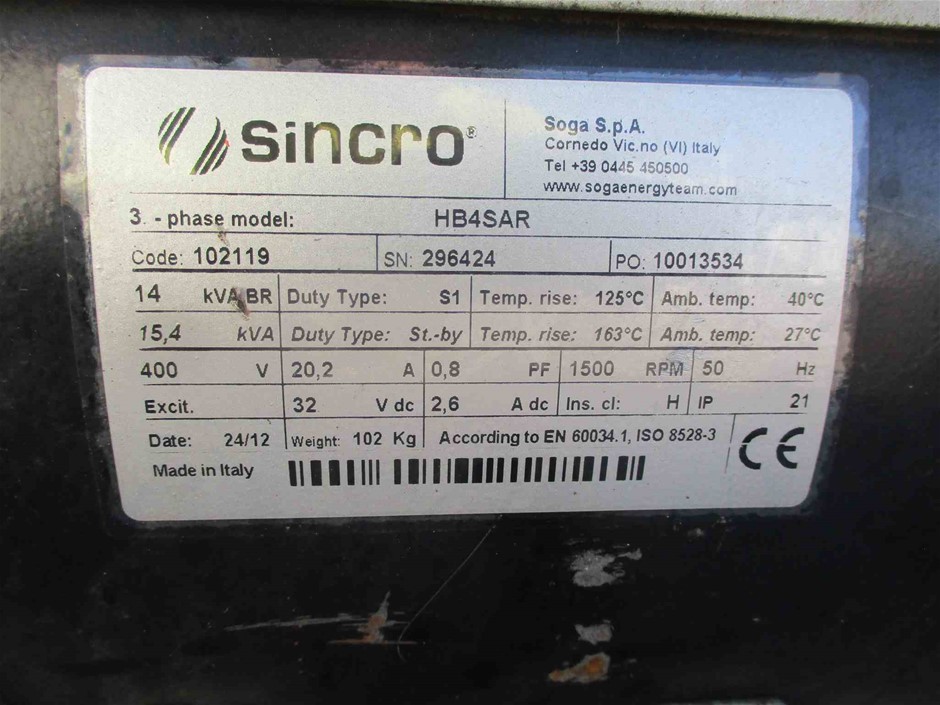 sincro®
Soga S.p.A.
Cornedo Vic.no (VI) Italy
Tel +39 0445 450500
www.sogaenergyteam.com
3 - phase model: HB4SAR
Code: 102119 SN: 296424 PO: 10013534
14 kVA BR Duty Type: S1 Temp. rise: 125°C Amb. temp: 40°C
15,4 kVA Duty Type: St.-by Temp. rise: 163°C Amb. temp: 27°C
400 V 20,2 A 0,8 PF 1500 RPM 50 Hz
Excit. 32 V dc 2,6 A dc Ins. cl: H IP 21
Date: 24/12 Weight: 102 Kg According to EN 60034.1, ISO 8528-3 CE
Made in Italy